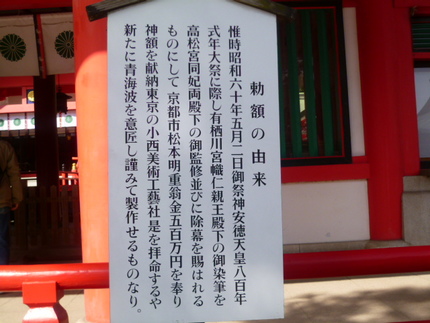 勅額の由来
惟時昭和六十年五月二日御祭神安徳天皇八百年
式年大祭に際し有栖川宮幟仁親王殿下の御染筆を
高松宮同妃両殿下の御監修並びに除幕を賜はれる
ものにして京都市松本明重翁金五百万円を奉り
神額を献納東京の小西美術工藝社是を拝命するや
新たに青海波を意匠し謹みて製作せるものなり。